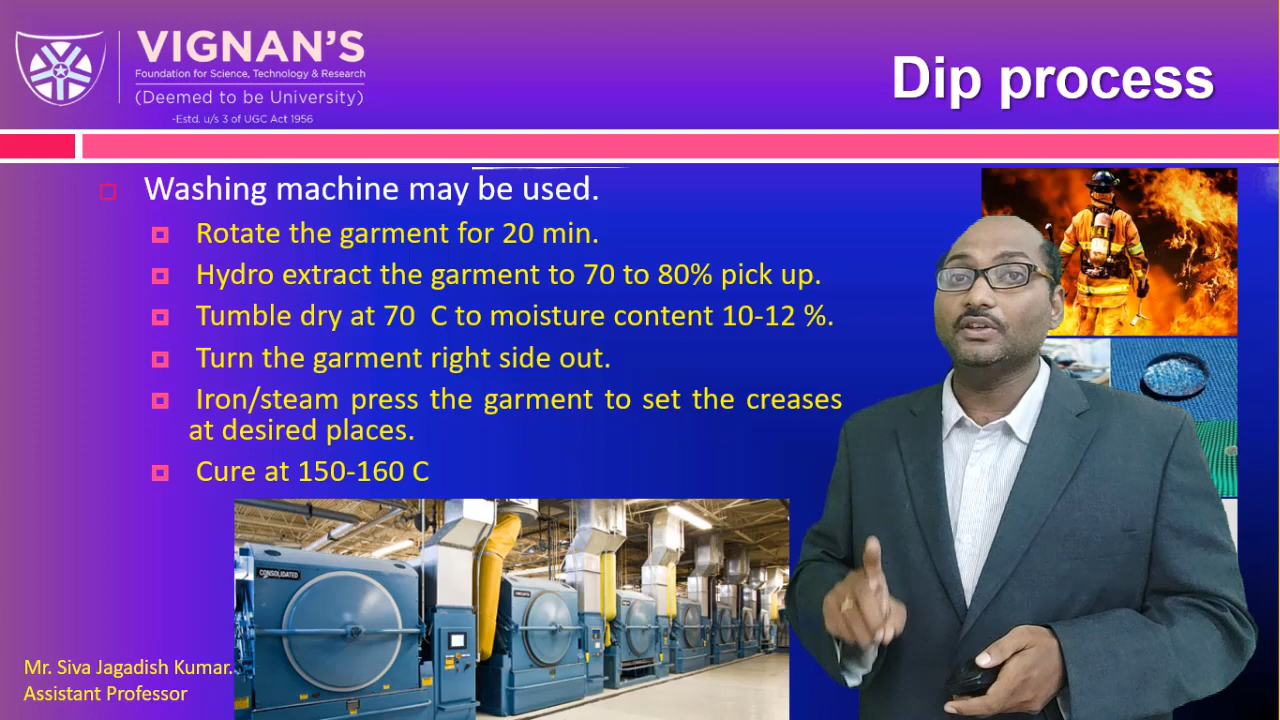 VIGNAN'S
Foundation for Science, Technology & Research
(Deemed to be University)
-Estd. u/s 3 of UGC Act 1956
Dip process
Washing machine may be used.
Rotate the garment for 20 min.
Hydro extract the garment to 70 to 80% pick up.
Tumble dry at 70  C to moisture content 10-12 %.
Turn the garment right side out.
Iron/steam press the garment to set the creases
at desired places.
Cure at 150-160 C
CONSOLIDATED
Mr. Siva Jagadish Kumar.
Assistant Professor